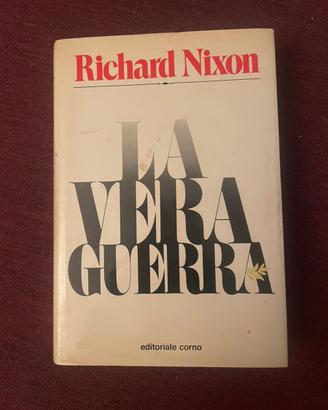 Richard Nixon
LA
VERA
GUERRA
editoriale corno